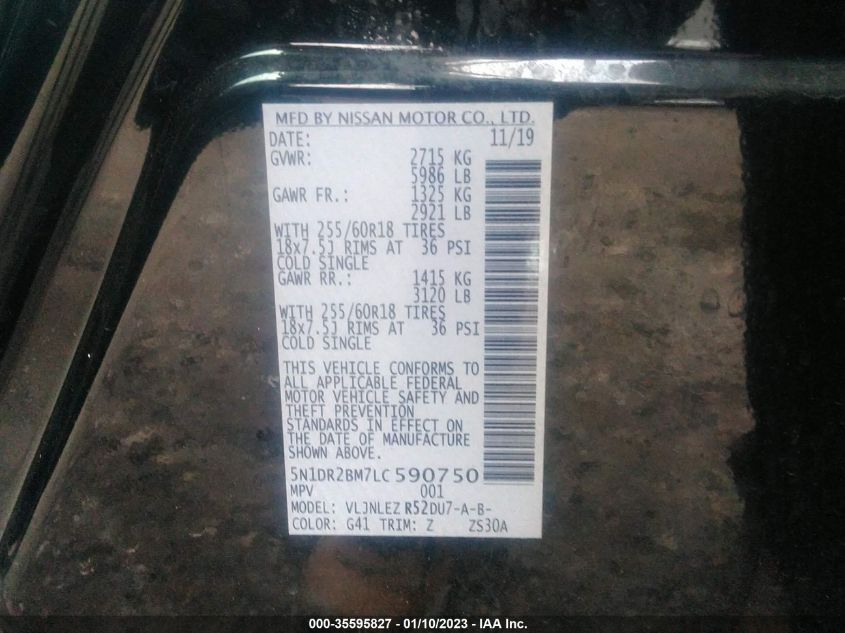 MFD BY NISSAN MOTOR CO., LTD.
DATE: 11/19
GVWR: 2715 KG
5986 LB
GAWR FR.: 1325 KG
2921 LB
WITH 255/60R18 TIRES
18x7.5J RIMS AT 36 PSI
COLD SINGLE
GAWR RR.: 1415 KG
3120 LB
WITH 255/60R18 TIRES
18x7.5J RIMS AT 36 PSI
COLD SINGLE
THIS VEHICLE CONFORMS TO
ALL APPLICABLE FEDERAL
MOTOR VEHICLE SAFETY AND
THEFT PREVENTION
STANDARDS IN EFFECT ON
THE DATE OF MANUFACTURE
SHOWN ABOVE.
5N1DR2BM7LC590750
MPV 001
MODEL: VLJNLEZ R52DU7-A-B-
COLOR: G41 TRIM: Z ZS30A
000-35595827 - 01/10/2023 - IAA Inc.